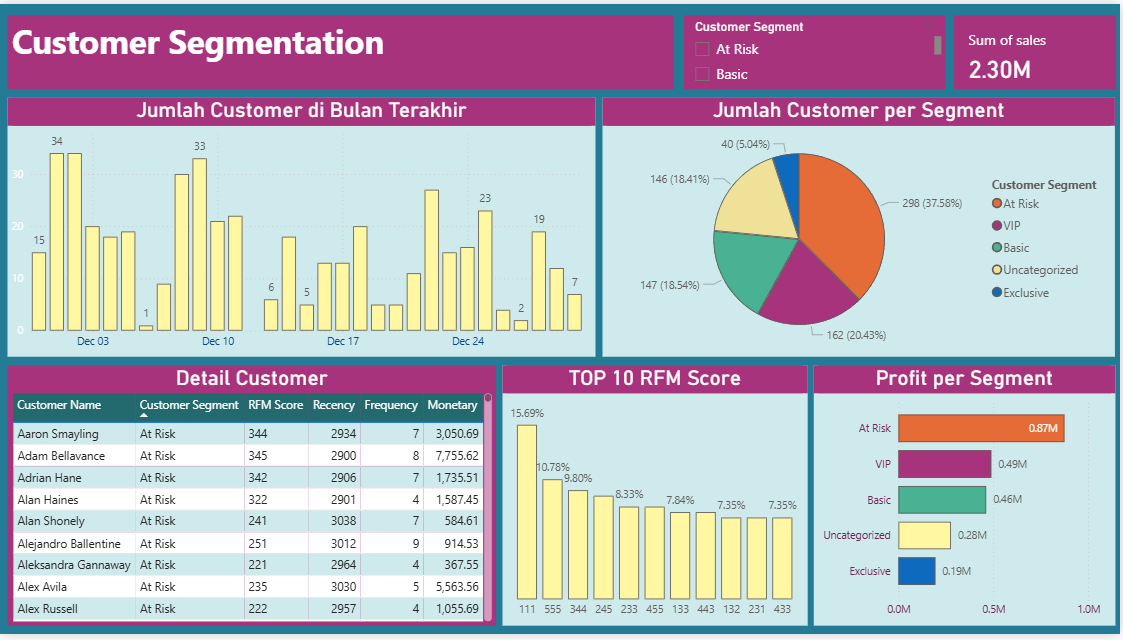 Customer Segmentation
Customer Segment
At Risk
Basic
Sum of sales
2.30M
Jumlah Customer di Bulan Terakhir
34
33
30
23
20
19
15
10
7
6
5
2
1
0
Dec 03 Dec 10 Dec 17 Dec 24
Jumlah Customer per Segment
40 (5.04%)
146 (18.41%)
298 (37.58%)
147 (18.54%)
162 (20.43%)
Customer Segment
At Risk
VIP
Basic
Uncategorized
Exclusive
Detail Customer
Customer Name Customer Segment RFM Score Recency Frequency Monetary
Aaron Smayling At Risk 344 2934 7 3,050.69
Adam Bellavance At Risk 345 2900 8 7,755.62
Adrian Hane At Risk 342 2906 7 1,735.51
Alan Haines At Risk 322 2901 4 1,587.45
Alan Shonely At Risk 241 3038 7 584.61
Alejandro Ballentine At Risk 251 3012 9 914.53
Aleksandra Gannaway At Risk 221 2964 4 367.55
Alex Avila At Risk 235 3030 5 5,563.56
Alex Russell At Risk 222 2957 4 1,055.69
TOP 10 RFM Score
15.69%
10.78%
9.80%
8.33%
7.84%
7.35% 7.35%
111 555 344 245 233 455 133 443 132 231 433
Profit per Segment
At Risk 0.87M
VIP 0.49M
Basic 0.46M
Uncategorized 0.28M
Exclusive 0.19M
0.0M 0.5M 1.0M